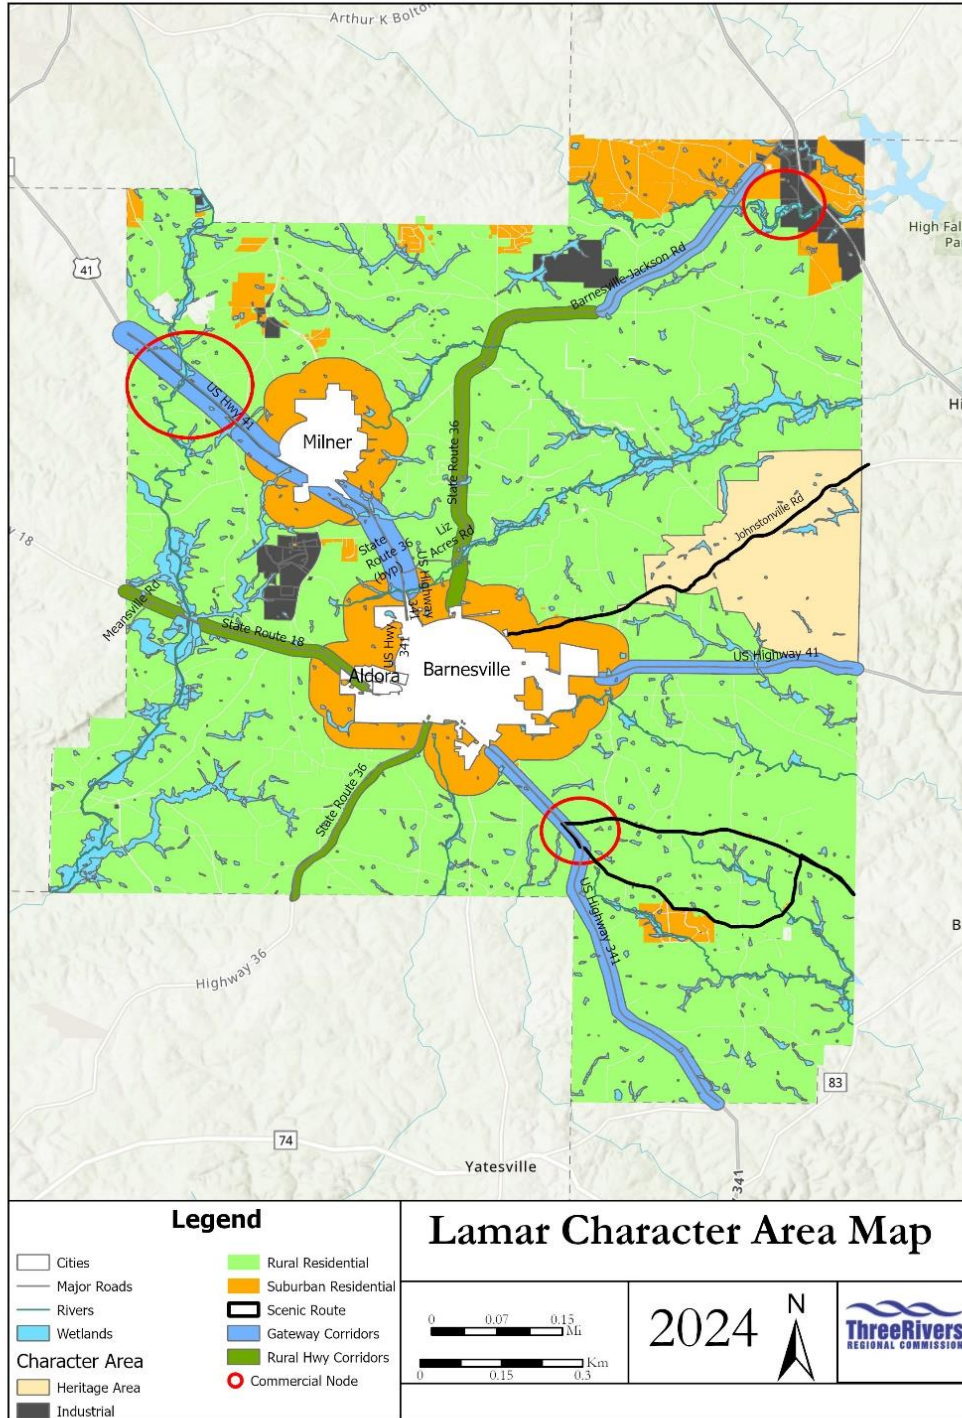 Arthur K Bolton
High Fal
Pa
41
Barnesville-Jackson Rd
US Hwy 41
Hi
Milner
State Route 36
Johnstonville Rd
18
State
Route 36
(byp)
Liz
Acres Rd
US Highway
341
Meansville Rd
State Route 18
US Hwy
341
Barnesville
US Highway 41
Aldora
State Route 36
US Highway 341
B
Highway 36
83
74
Yatesville
341
Legend
Cities
Major Roads
Rivers
Wetlands
Character Area
Heritage Area
Industrial
Rural Residential
Suburban Residential
Scenic Route
Gateway Corridors
Rural Hwy Corridors
Commercial Node
Lamar Character Area Map
0 0.07 0.15
Mi
Km
0 0.15 0.3
2024
N
ThreeRivers
REGIONAL COMMISSION